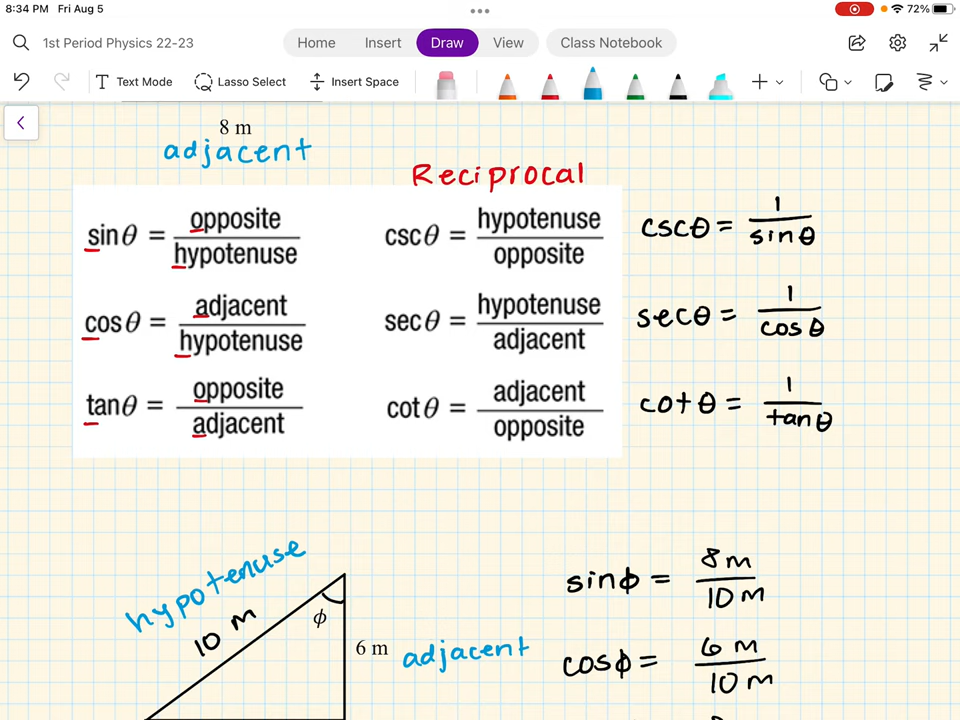 8:34 PM Fri Aug 5
72%
1st Period Physics 22-23
Home Insert Draw View Class Notebook
Text Mode Lasso Select Insert Space
8 m
adjacent
Reciprocal
sinθ = opposite / hypotenuse
cscθ = hypotenuse / opposite
cscθ = 1 / sinθ
cosθ = adjacent / hypotenuse
secθ = hypotenuse / adjacent
secθ = 1 / cosθ
tanθ = opposite / adjacent
cotθ = adjacent / opposite
cotθ = 1 / tanθ
hypotenuse
10 m
ϕ
6 m
adjacent
sinϕ = 8m / 10m
cosϕ = 6m / 10m